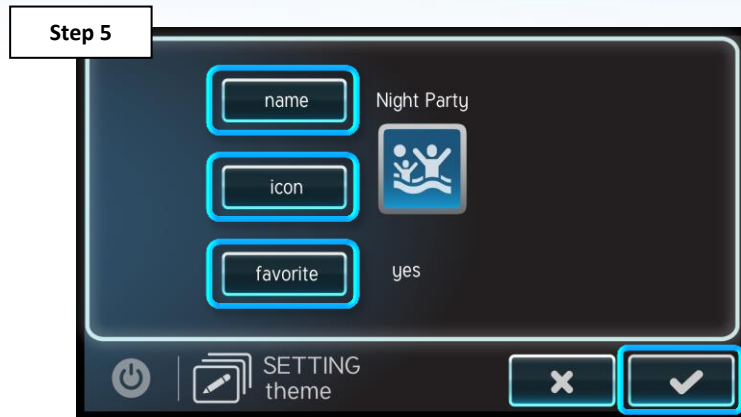 Step 5
name Night Party
icon
favorite yes
SETTING
theme